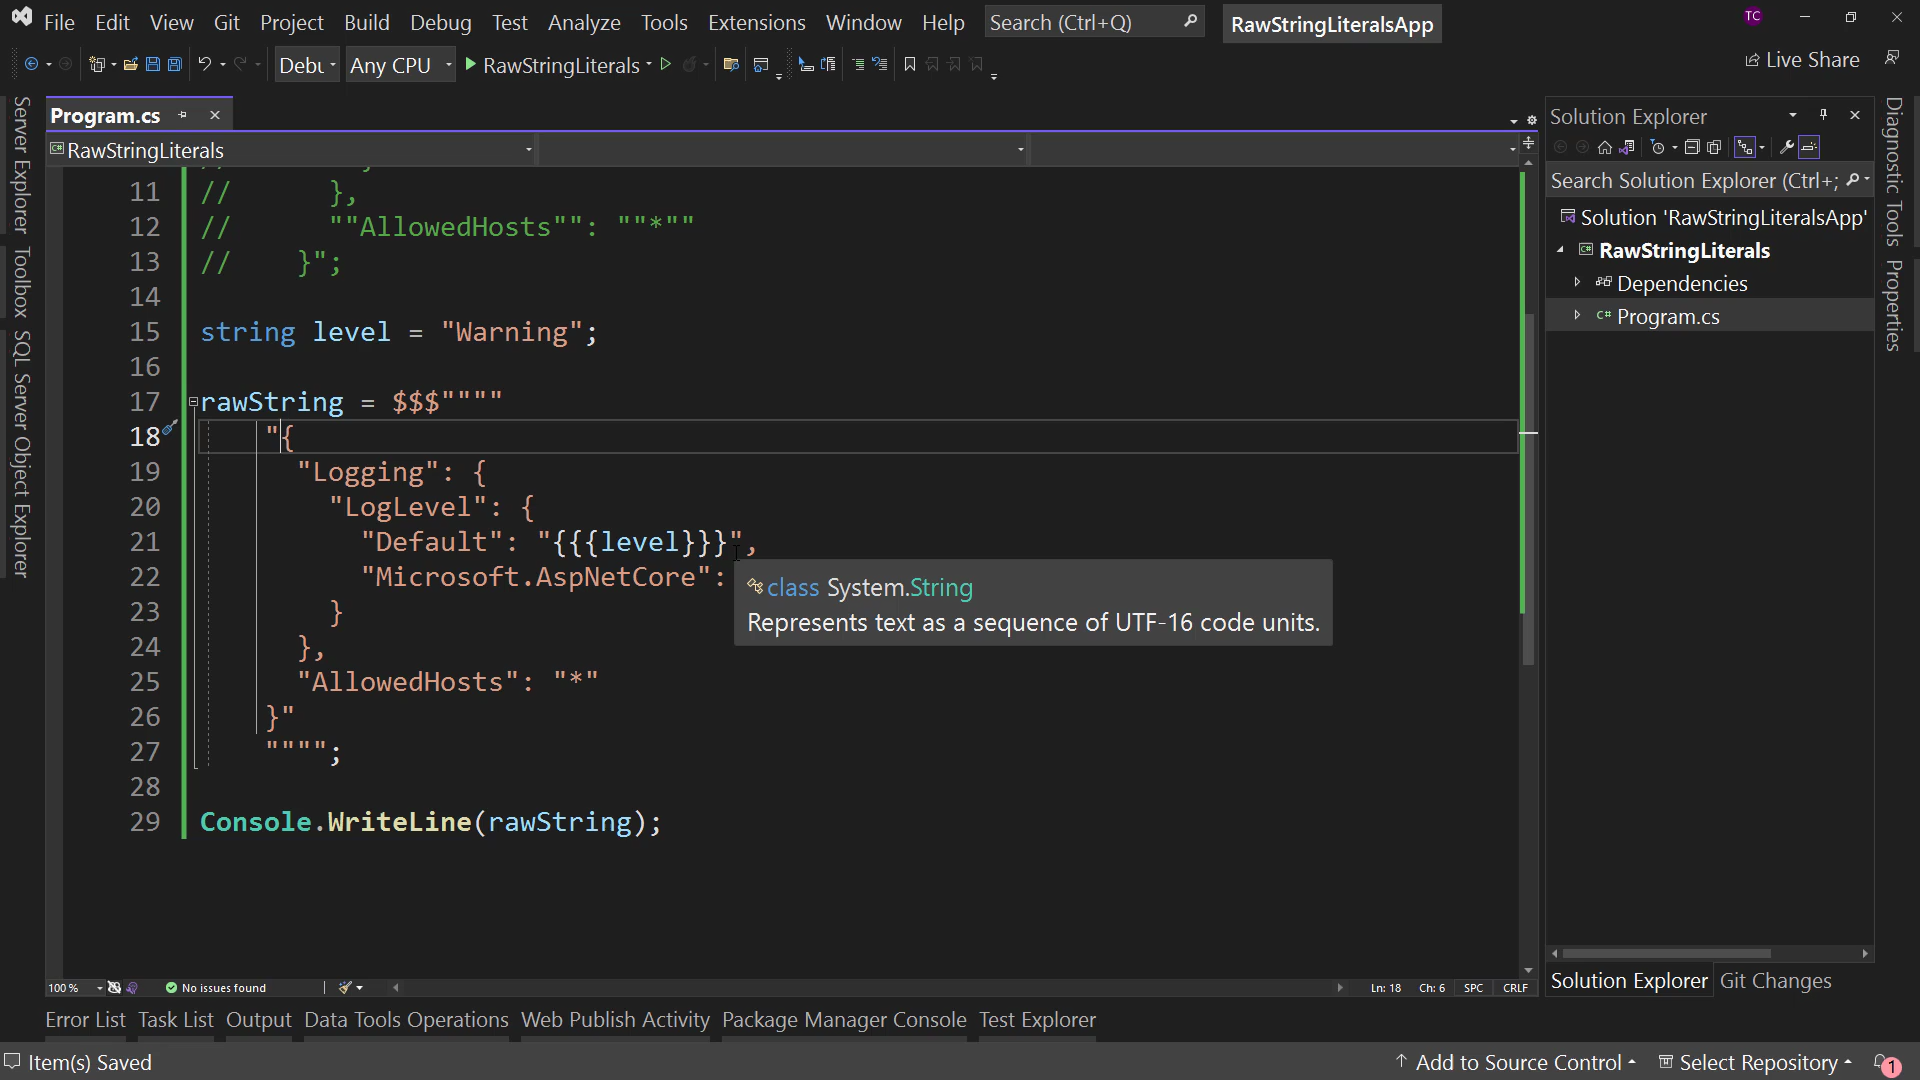 File Edit View Git Project Build Debug Test Analyze Tools Extensions Window Help Search (Ctrl+Q) RawStringLiteralsApp TC
Debu Any CPU RawStringLiterals Live Share
Server Explorer
Toolbox
SQL Server Object Explorer
Program.cs
RawStringLiterals
11 // },
12 // ""AllowedHosts"": ""*""
13 // }";
14
15 string level = "Warning";
16
17 rawString = $$$""""
18 "{
19 "Logging": {
20 "LogLevel": {
21 "Default": "{{{level}}}",
22 "Microsoft.AspNetCore":
class System.String
Represents text as a sequence of UTF-16 code units.
23 }
24 },
25 "AllowedHosts": "*"
26 }"
27 """";
28
29 Console.WriteLine(rawString);
100 % No issues found Ln: 18 Ch: 6 SPC CRLF
Solution Explorer
Search Solution Explorer (Ctrl+;
Solution 'RawStringLiteralsApp'
RawStringLiterals
Dependencies
C# Program.cs
Solution Explorer Git Changes
Diagnostic Tools
Properties
Error List Task List Output Data Tools Operations Web Publish Activity Package Manager Console Test Explorer
Item(s) Saved Add to Source Control Select Repository 1